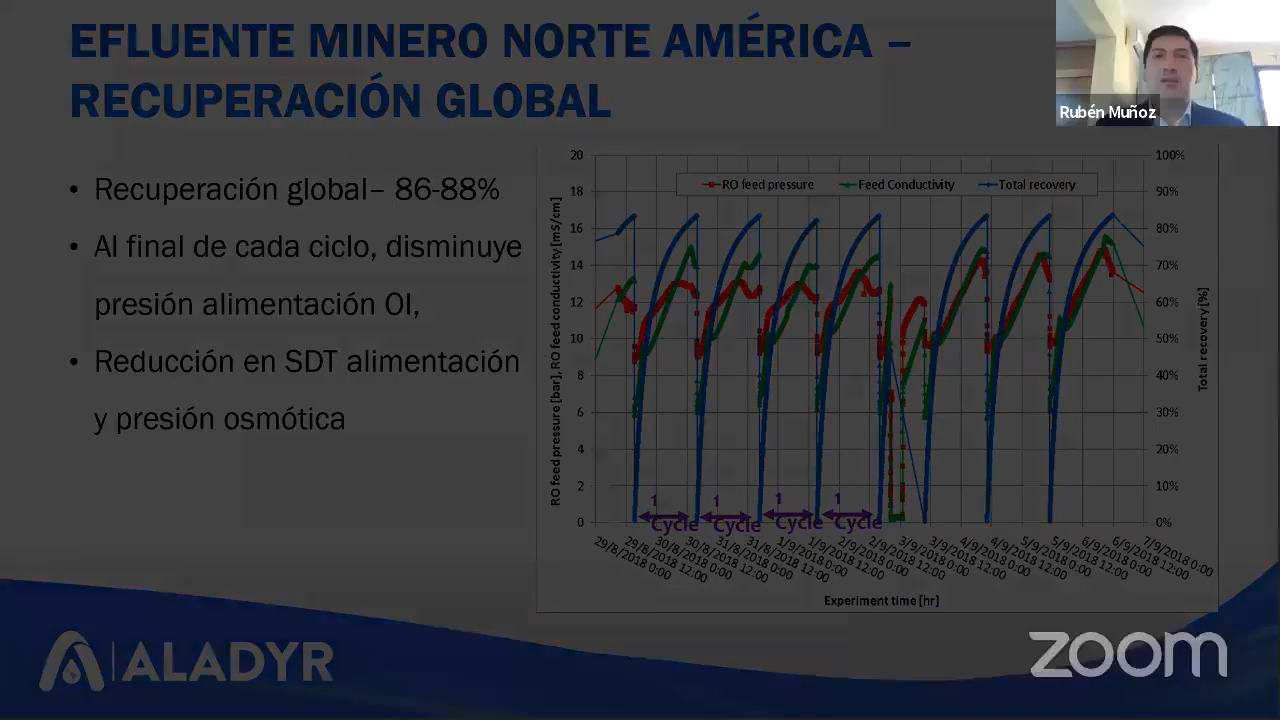 EFLUENTE MINERO NORTE AMÉRICA –
RECUPERACIÓN GLOBAL
Rubén Muñoz
• Recuperación global– 86-88%
• Al final de cada ciclo, disminuye
presión alimentación OI,
• Reducción en SDT alimentación
y presión osmótica
RO feed pressure
Feed Conductivity
Total recovery
RO feed pressure [bar], RO feed conductivity [mS/cm]
20
18
16
14
12
10
8
6
4
2
0
100%
90%
80%
70%
60%
50%
40%
30%
20%
10%
0%
Total recovery [%]
1
Cycle
1
Cycle
1
Cycle
1
Cycle
29/8/2018 0:00
29/8/2018 12:00
30/8/2018 0:00
30/8/2018 12:00
31/8/2018 0:00
31/8/2018 12:00
1/9/2018 0:00
1/9/2018 12:00
2/9/2018 0:00
2/9/2018 12:00
3/9/2018 0:00
3/9/2018 12:00
4/9/2018 0:00
4/9/2018 12:00
5/9/2018 0:00
5/9/2018 12:00
6/9/2018 0:00
6/9/2018 12:00
7/9/2018 0:00
Experiment time [hr]
ALADYR
zoom